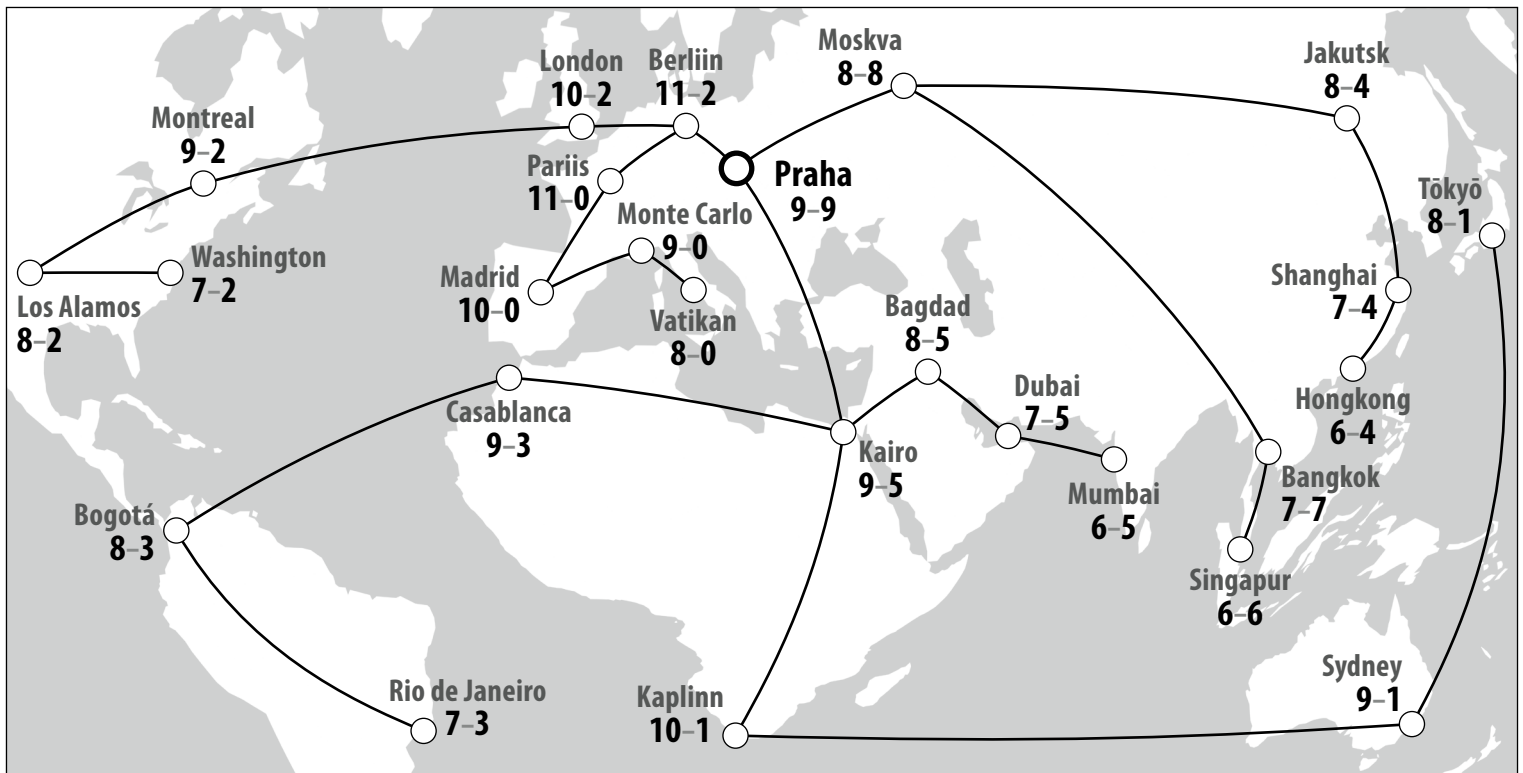 Moskva
8–8
Jakutsk
8–4
London
10–2
Berliin
11–2
Montreal
9–2
Pariis
11–0
Praha
9–9
Tōkyō
8–1
Monte Carlo
9–0
Washington
7–2
Madrid
10–0
Shanghai
7–4
Los Alamos
8–2
Vatikan
8–0
Bagdad
8–5
Dubai
7–5
Hongkong
6–4
Casablanca
9–3
Kairo
9–5
Mumbai
6–5
Bangkok
7–7
Bogotá
8–3
Singapur
6–6
Sydney
9–1
Rio de Janeiro
7–3
Kaplinn
10–1